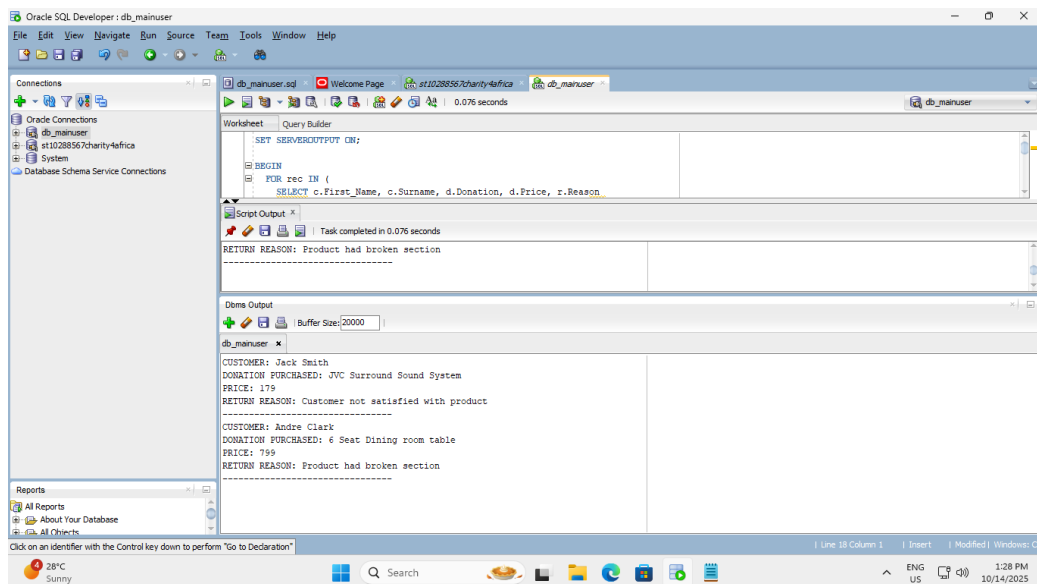 Oracle SQL Developer : db_mainuser
File Edit View Navigate Run Source Team Tools Window Help
Connections
Oracle Connections
db_mainuser
st10288567charity4africa
System
Database Schema Service Connections
db_mainuser.sql
Welcome Page
st10288567charity4africa
db_mainuser
0.076 seconds
db_mainuser
Worksheet Query Builder
SET SERVEROUTPUT ON;
BEGIN
FOR rec IN (
SELECT c.First_Name, c.Surname, d.Donation, d.Price, r.Reason
Script Output
Task completed in 0.076 seconds
RETURN REASON: Product had broken section
--------------------------------
Dbms Output
Buffer Size: 20000
db_mainuser
CUSTOMER: Jack Smith
DONATION PURCHASED: JVC Surround Sound System
PRICE: 179
RETURN REASON: Customer not satisfied with product
--------------------------------
CUSTOMER: Andre Clark
DONATION PURCHASED: 6 Seat Dining room table
PRICE: 799
RETURN REASON: Product had broken section
--------------------------------
Reports
All Reports
About Your Database
All Objects
Click on an identifier with the Control key down to perform "Go to Declaration"
Line 18 Column 1 | Insert | Modified | Windows: C
4
28°C
Sunny
Search
ENG
US
1:28 PM
10/14/2025